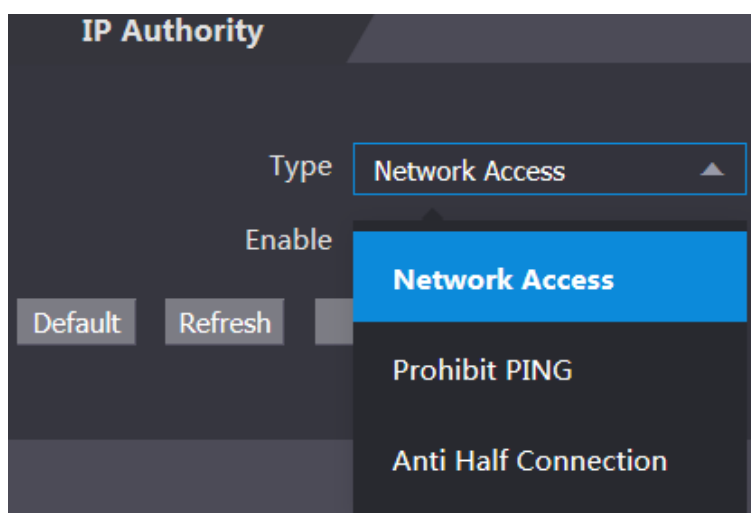 IP Authority
Type
Network Access
Enable
Network Access
Default
Refresh
Prohibit PING
Anti Half Connection